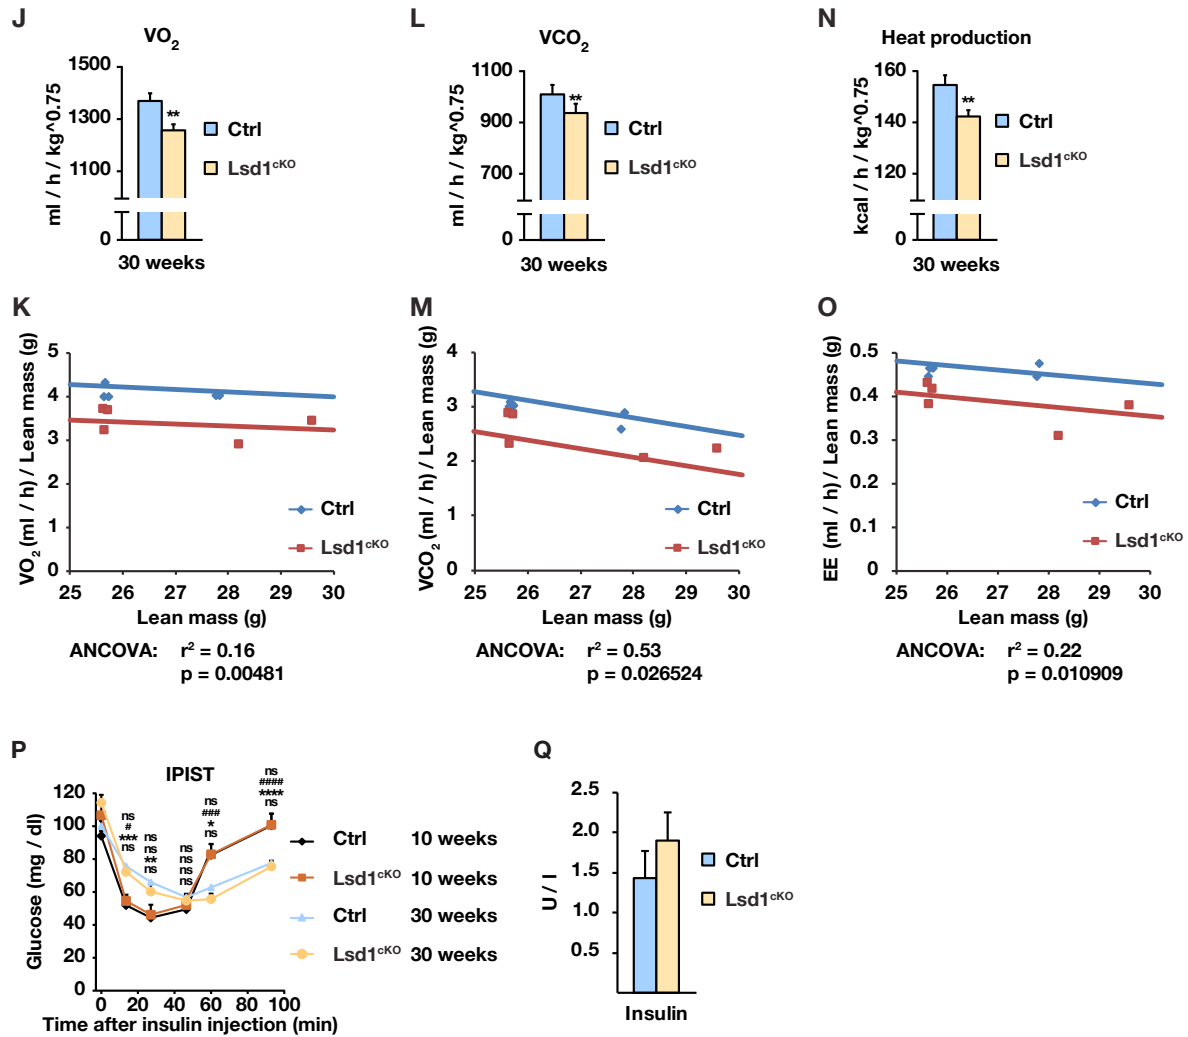 J
VO2
1500
1300
1100
0
ml / h / kg^0.75
**
Ctrl
Lsd1cKO
30 weeks
L
VCO2
1100
900
700
0
ml / h / kg^0.75
**
Ctrl
Lsd1cKO
30 weeks
N
Heat production
160
140
120
0
kcal / h / kg^0.75
**
Ctrl
Lsd1cKO
30 weeks
K
VO2 (ml / h) / Lean mass (g)
5
4
3
2
1
0
25 26 27 28 29 30
Lean mass (g)
Ctrl
Lsd1cKO
ANCOVA: r2 = 0.16
p = 0.00481
M
VCO2 (ml / h) / Lean mass (g)
4
3
2
1
0
25 26 27 28 29 30
Lean mass (g)
Ctrl
Lsd1cKO
ANCOVA: r2 = 0.53
p = 0.026524
O
EE (ml / h) / Lean mass (g)
0.5
0.4
0.3
0.2
0.1
0
25 26 27 28 29 30
Lean mass (g)
Ctrl
Lsd1cKO
ANCOVA: r2 = 0.22
p = 0.010909
P
IPIST
Glucose (mg / dl)
120
100
80
60
40
20
0
0 20 40 60 80 100
Time after insulin injection (min)
ns
#
***
ns
ns
ns
**
ns
ns
ns
ns
ns
ns
###
*
ns
ns
####
****
ns
Ctrl 10 weeks
Lsd1cKO 10 weeks
Ctrl 30 weeks
Lsd1cKO 30 weeks
Q
U / l
2.5
2.0
1.5
1.0
0.5
Insulin
Ctrl
Lsd1cKO